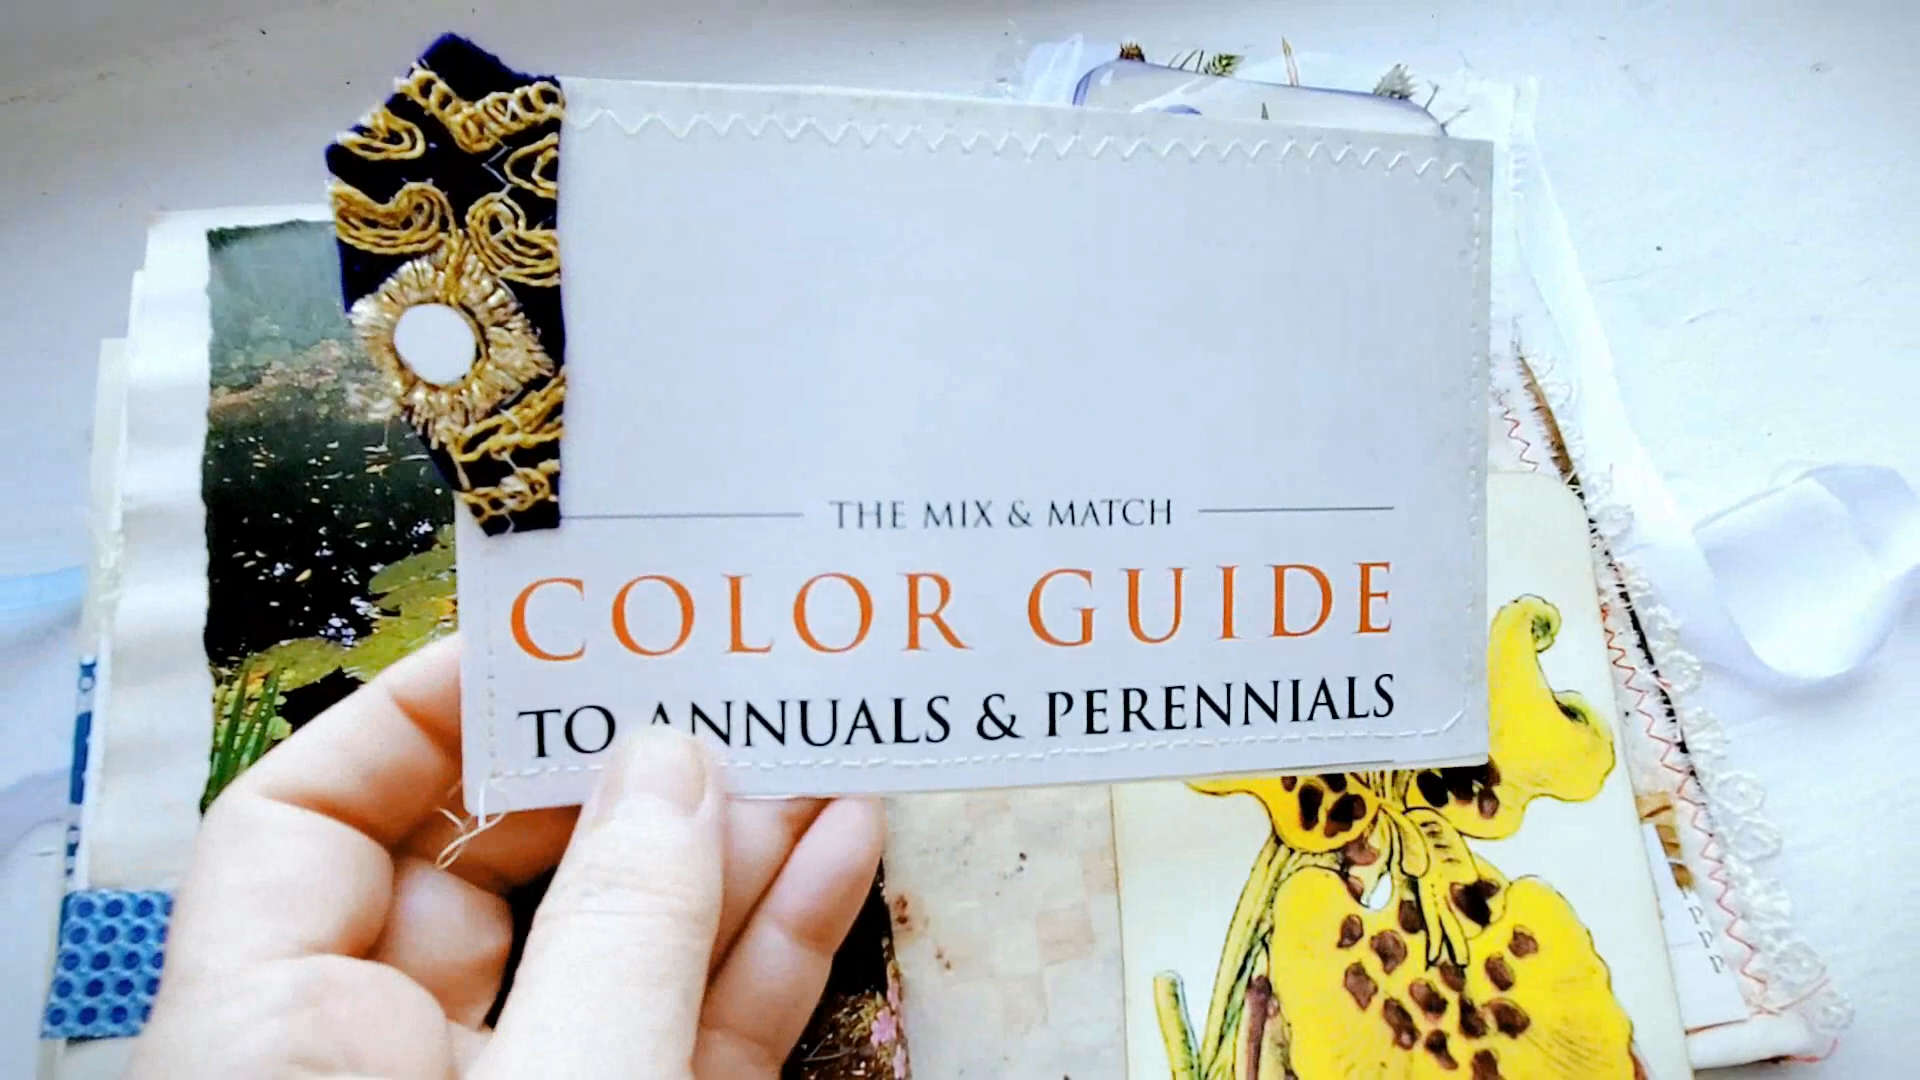 THE MIX & MATCH
COLOR GUIDE
TO ANNUALS & PERENNIALS